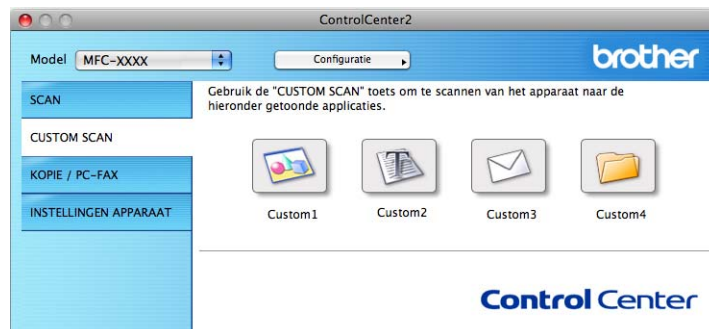 ControlCenter2
Model MFC-XXXX Configuratie brother
SCAN
CUSTOM SCAN
KOPIE / PC-FAX
INSTELLINGEN APPARAAT
Gebruik de "CUSTOM SCAN" toets om te scannen van het apparaat naar de
hieronder getoonde applicaties.
Custom1 Custom2 Custom3 Custom4
Control Center